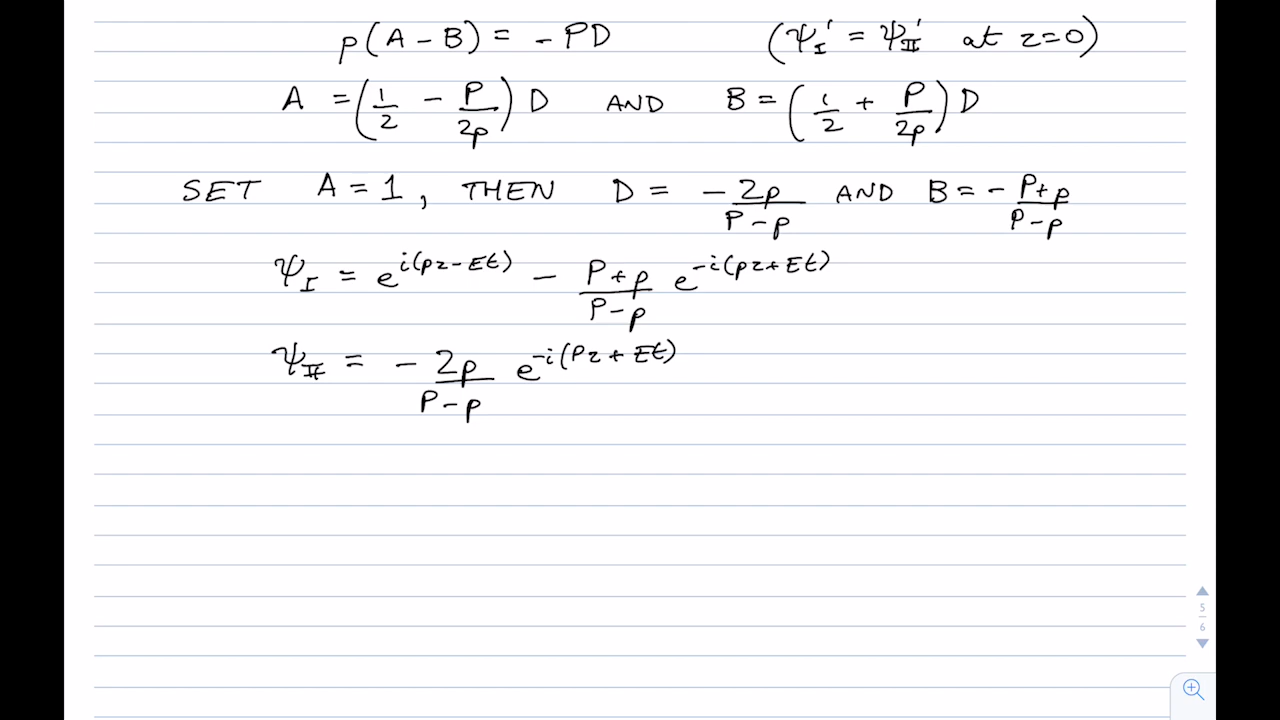 p(A - B) = - PD (ψ_I' = ψ_II' at z=0)
A = (1/2 - P/2p) D AND B = (1/2 + P/2p) D
SET A = 1, THEN D = - 2p/(P-p) AND B = - (P+p)/(P-p)
ψ_I = e^{i(pz-Et)} - (P+p)/(P-p) e^{-i(pz+Et)}
ψ_II = - 2p/(P-p) e^{-i(Pz+Et)}
5
6